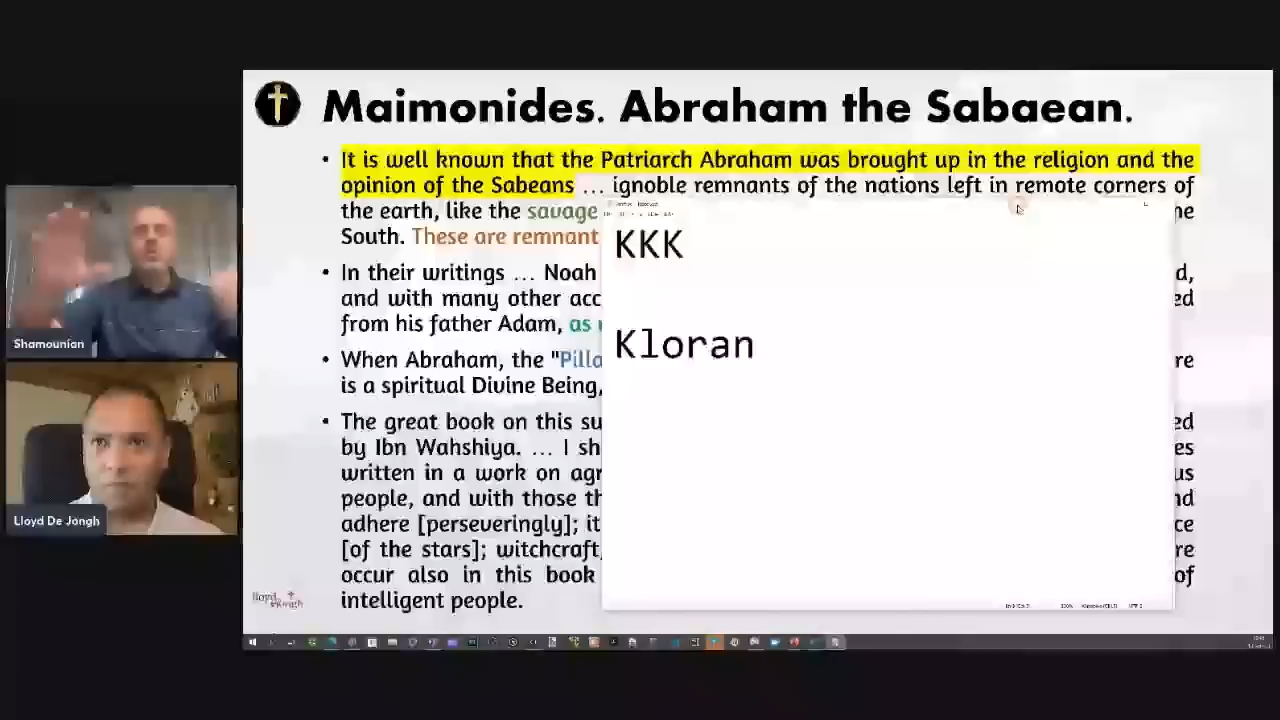 Maimonides. Abraham the Sabaean.
• It is well known that the Patriarch Abraham was brought up in the religion and the
opinion of the Sabeans ... ignoble remnants of the nations left in remote corners of
the earth, like the savage
South. These are remnant
• In their writings ... Noah
and with many other acc
from his father Adam, as
• When Abraham, the "Pilla
is a spiritual Divine Being,
• The great book on this su
by Ibn Wahshiya. ... I sh
written in a work on agr
people, and with those th
adhere [perseveringly]; it
[of the stars]; witchcraft,
occur also in this book of
intelligent people.
KKK
Kloran
Shamounian
Lloyd De Jongh